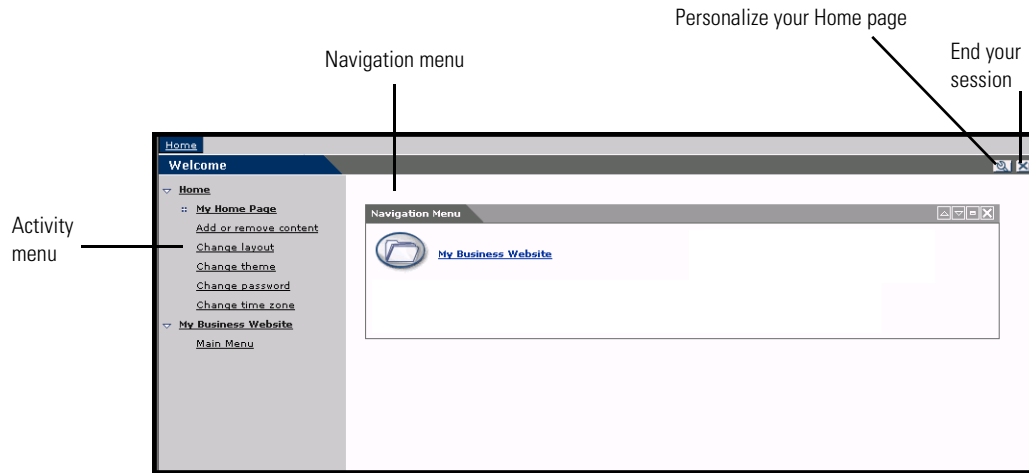 Personalize your Home page
Navigation menu
End your
session
Home
Welcome
Home
My Home Page
Add or remove content
Change layout
Change theme
Change password
Change time zone
My Business Website
Main Menu
Activity
menu
Navigation Menu
My Business Website